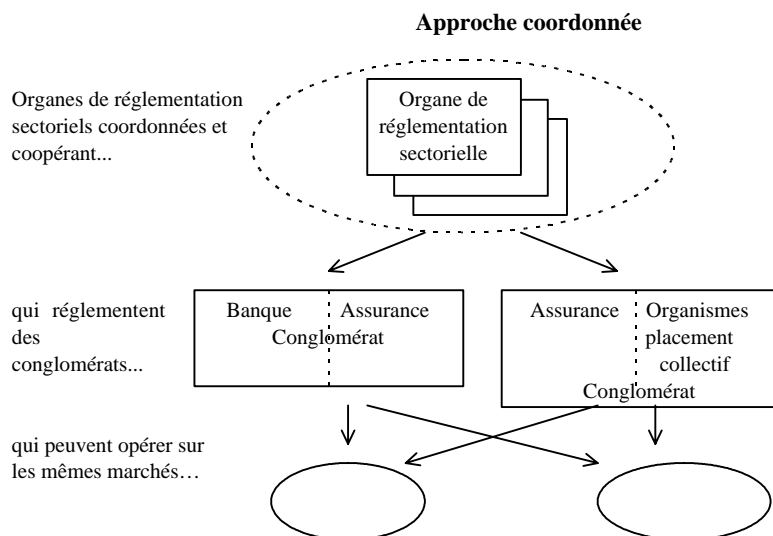 Approche coordonnée
Organes de réglementation
sectoriels coordonnées et
coopérant...
Organe de
réglementation
sectorielle
qui réglementent
des
conglomérats...
Banque Assurance
Conglomérat
Assurance Organismes
placement
collectif
Conglomérat
qui peuvent opérer sur
les mêmes marchés…